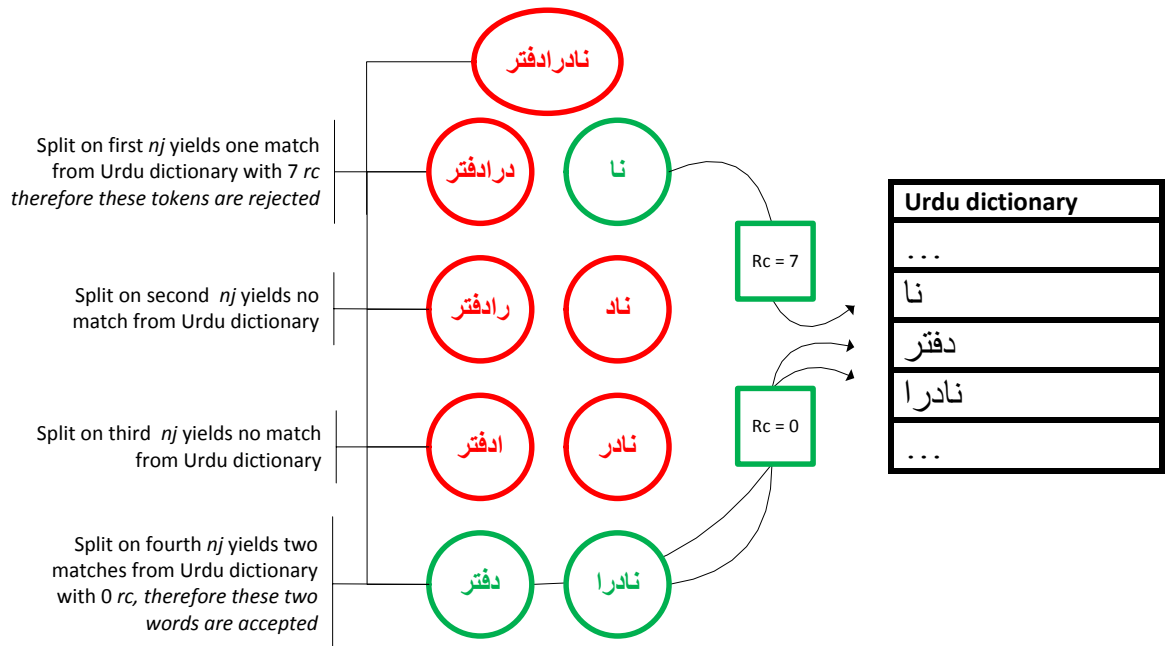 نادرادفتر
Split on first nj yields one match
from Urdu dictionary with 7 rc
therefore these tokens are rejected
درادفتر
نا
Rc = 7
Split on second nj yields no
match from Urdu dictionary
رادفتر
ناد
Split on third nj yields no match
from Urdu dictionary
ادفتر
نادر
Rc = 0
Split on fourth nj yields two
matches from Urdu dictionary
with 0 rc, therefore these two
words are accepted
دفتر
نادرا
Urdu dictionary
...
نا
دفتر
نادرا
...